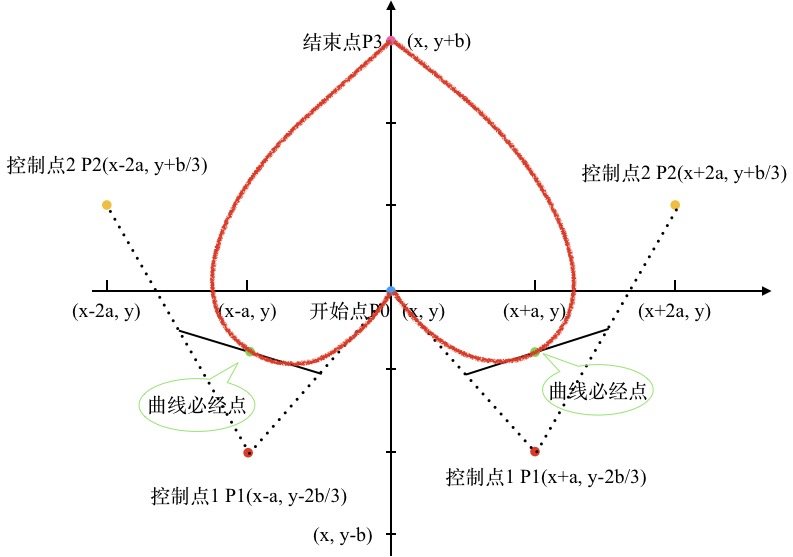 结束点P3 (x, y+b)
控制点2 P2(x-2a, y+b/3)
控制点2 P2(x+2a, y+b/3)
(x-2a, y)
(x-a, y)
开始点P0 (x, y)
(x+a, y)
(x+2a, y)
曲线必经点
曲线必经点
控制点1 P1(x-a, y-2b/3)
控制点1 P1(x+a, y-2b/3)
(x, y-b)